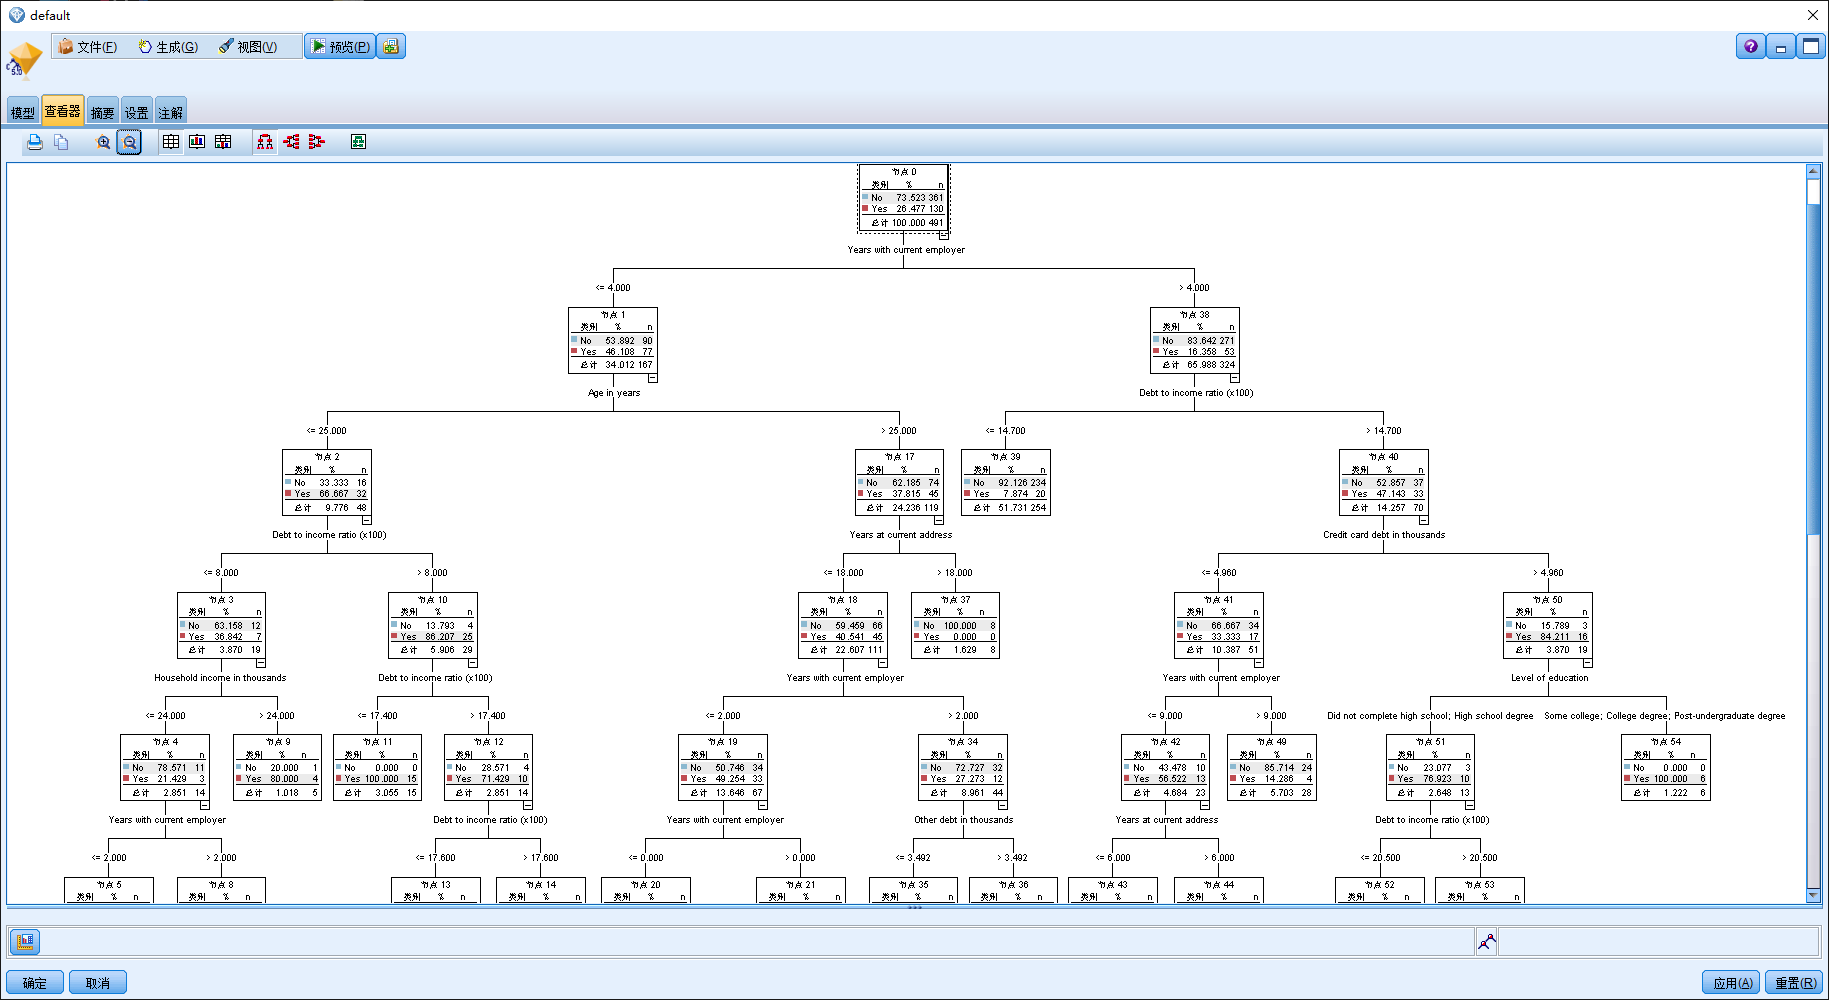 default
文件(F) 生成(G) 视图(V) 预览(P)
C 5.0
模型 查看器 摘要 设置 注解
节点 0
类别 % n
No 73.523 361
Yes 26.477 130
总计 100.000 491
Years with current employer
<= 4.000 > 4.000
节点 1
类别 % n
No 53.892 90
Yes 46.108 77
总计 34.012 167
Age in years
节点 38
类别 % n
No 83.642 271
Yes 16.358 53
总计 65.988 324
Debt to income ratio (x100)
<= 25.000 > 25.000 <= 14.700 > 14.700
节点 2
类别 % n
No 33.333 16
Yes 66.667 32
总计 9.776 48
Debt to income ratio (x100)
节点 17
类别 % n
No 62.185 74
Yes 37.815 45
总计 24.236 119
Years at current address
节点 39
类别 % n
No 92.126 234
Yes 7.874 20
总计 51.731 254
节点 40
类别 % n
No 52.857 37
Yes 47.143 33
总计 14.257 70
Credit card debt in thousands
<= 8.000 > 8.000 <= 18.000 > 18.000 <= 4.960 > 4.960
节点 3
类别 % n
No 63.158 12
Yes 36.842 7
总计 3.870 19
Household income in thousands
节点 10
类别 % n
No 13.793 4
Yes 86.207 25
总计 5.906 29
Debt to income ratio (x100)
节点 18
类别 % n
No 59.459 66
Yes 40.541 45
总计 22.607 111
Years with current employer
节点 37
类别 % n
No 100.000 8
Yes 0.000 0
总计 1.629 8
节点 41
类别 % n
No 66.667 34
Yes 33.333 17
总计 10.387 51
Years with current employer
节点 50
类别 % n
No 15.789 3
Yes 84.211 16
总计 3.870 19
Level of education
<= 24.000 > 24.000 <= 17.400 > 17.400 <= 2.000 > 2.000 <= 9.000 > 9.000 Did not complete high school; High school degree Some college; College degree; Post-undergraduate degree
节点 4
类别 % n
No 78.571 11
Yes 21.429 3
总计 2.851 14
Years with current employer
节点 9
类别 % n
No 20.000 1
Yes 80.000 4
总计 1.018 5
节点 11
类别 % n
No 0.000 0
Yes 100.000 15
总计 3.055 15
节点 12
类别 % n
No 28.571 4
Yes 71.429 10
总计 2.851 14
Debt to income ratio (x100)
节点 19
类别 % n
No 50.746 34
Yes 49.254 33
总计 13.646 67
Years with current employer
节点 34
类别 % n
No 72.727 32
Yes 27.273 12
总计 8.961 44
Other debt in thousands
节点 42
类别 % n
No 43.478 10
Yes 56.522 13
总计 4.684 23
Years at current address
节点 49
类别 % n
No 85.714 24
Yes 14.286 4
总计 5.703 28
节点 51
类别 % n
No 23.077 3
Yes 76.923 10
总计 2.648 13
Debt to income ratio (x100)
节点 54
类别 % n
No 0.000 0
Yes 100.000 6
总计 1.222 6
<= 2.000 > 2.000 <= 17.600 > 17.600 <= 0.000 > 0.000 <= 3.492 > 3.492 <= 6.000 > 6.000 <= 20.500 > 20.500
节点 5
类别 % n
节点 8
类别 % n
节点 13
类别 % n
节点 14
类别 % n
节点 20
类别 % n
节点 21
类别 % n
节点 35
类别 % n
节点 36
类别 % n
节点 43
类别 % n
节点 44
类别 % n
节点 52
类别 % n
节点 53
类别 % n
确定 取消 应用(A) 重置(R)